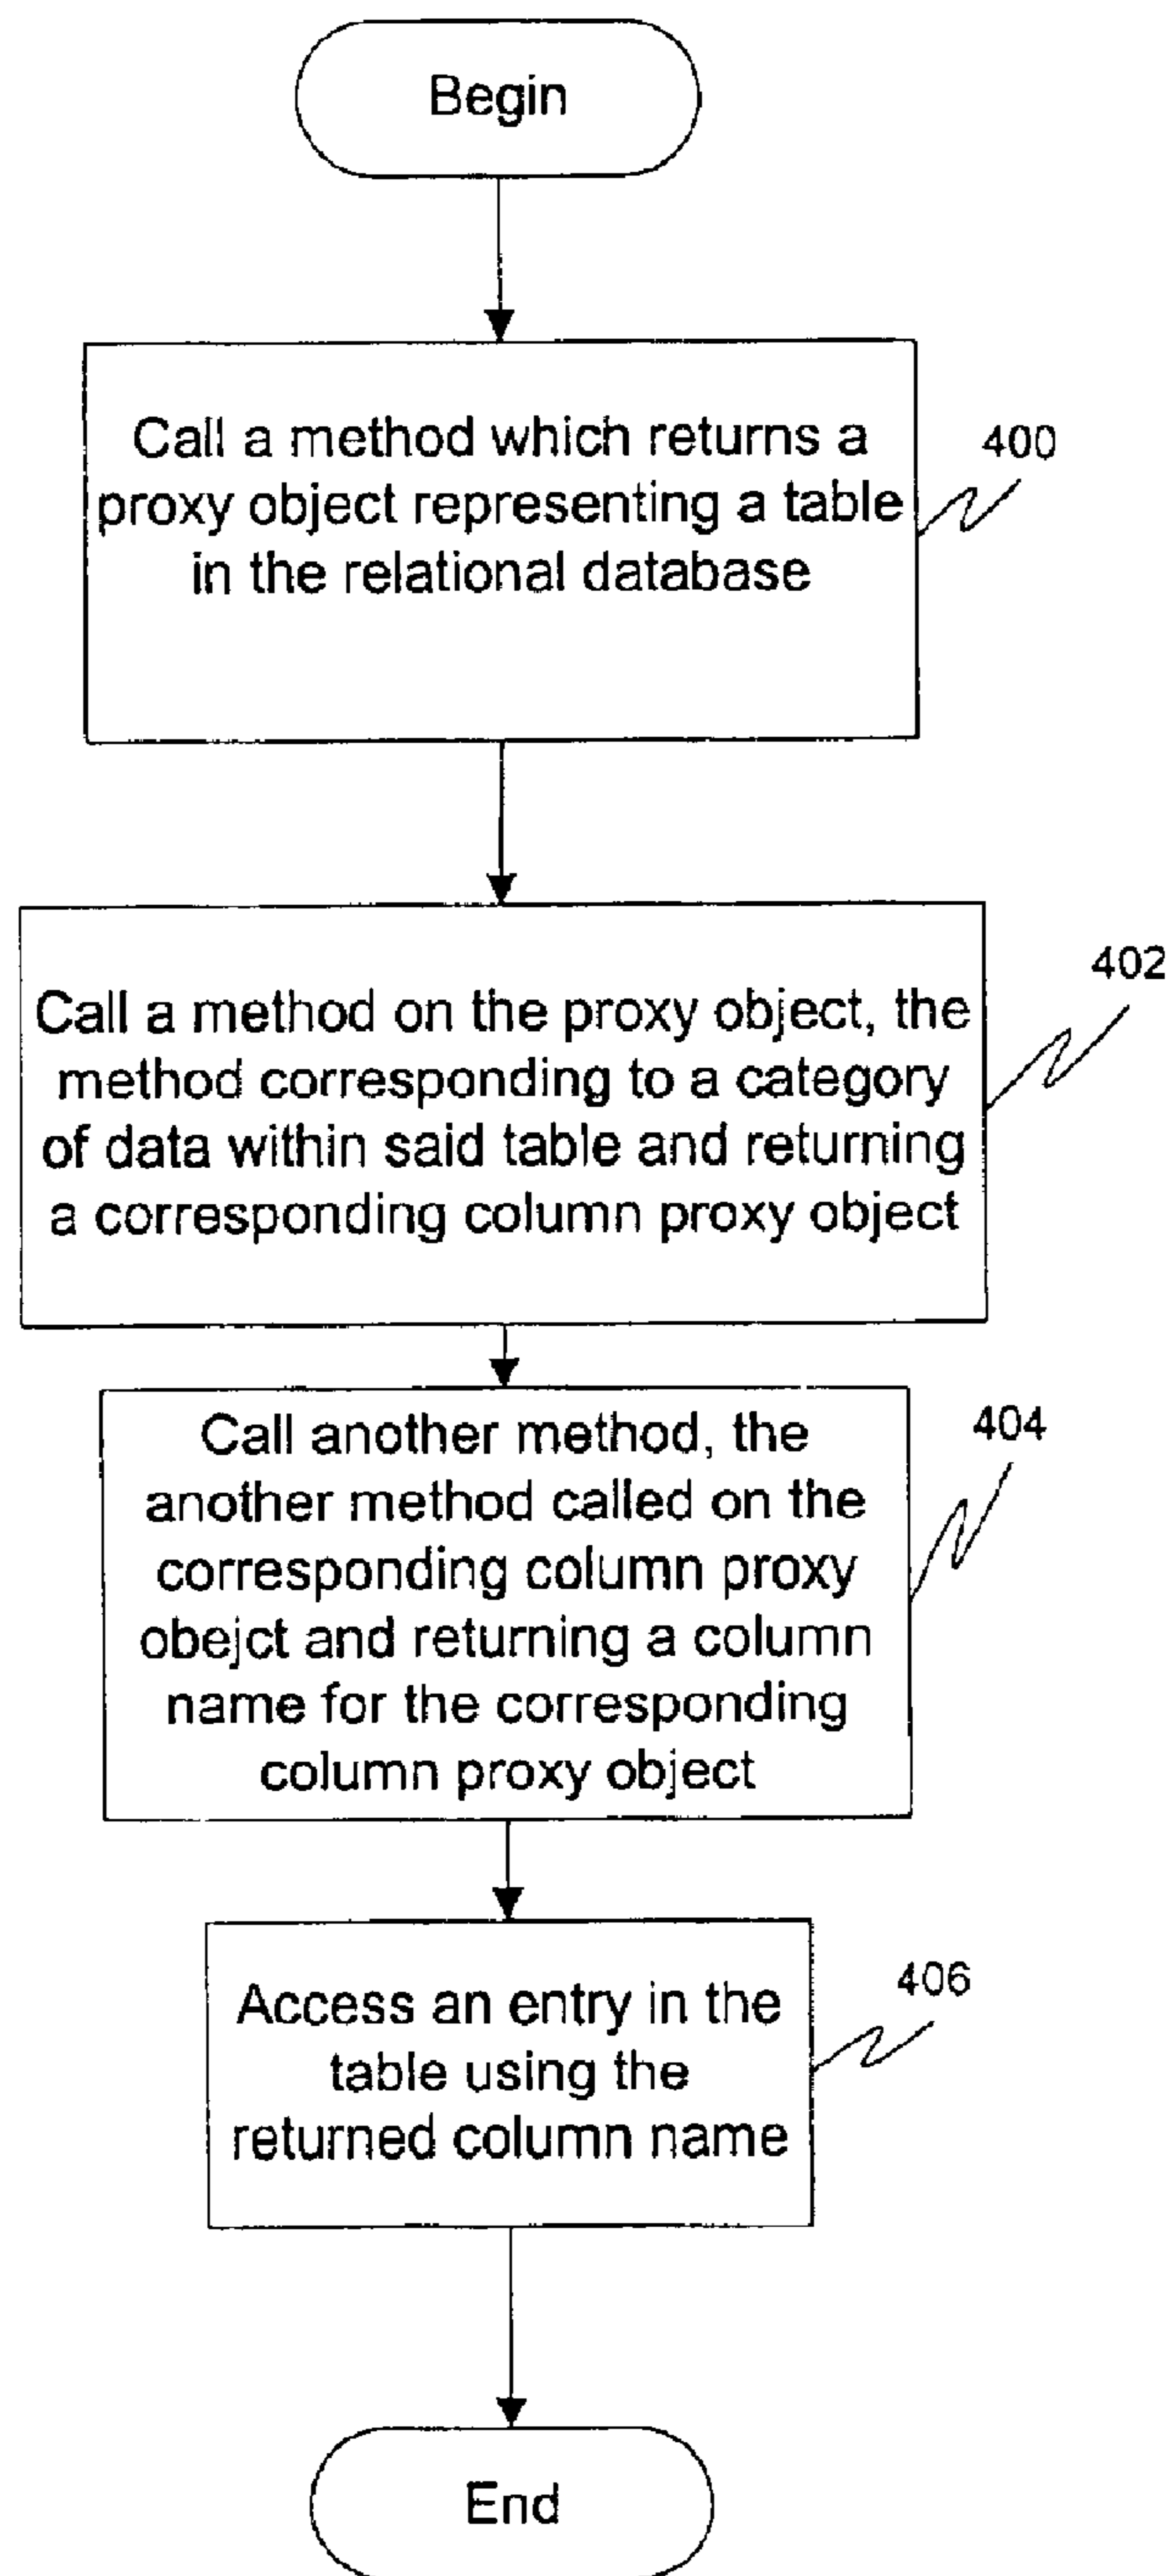 Begin
Call a method which returns a
proxy object representing a table
in the relational database
400
Call a method on the proxy object, the
method corresponding to a category
of data within said table and returning
a corresponding column proxy object
402
Call another method, the
another method called on the
corresponding column proxy
obejct and returning a column
name for the corresponding
column proxy object
404
Access an entry in the
table using the
returned column name
406
End